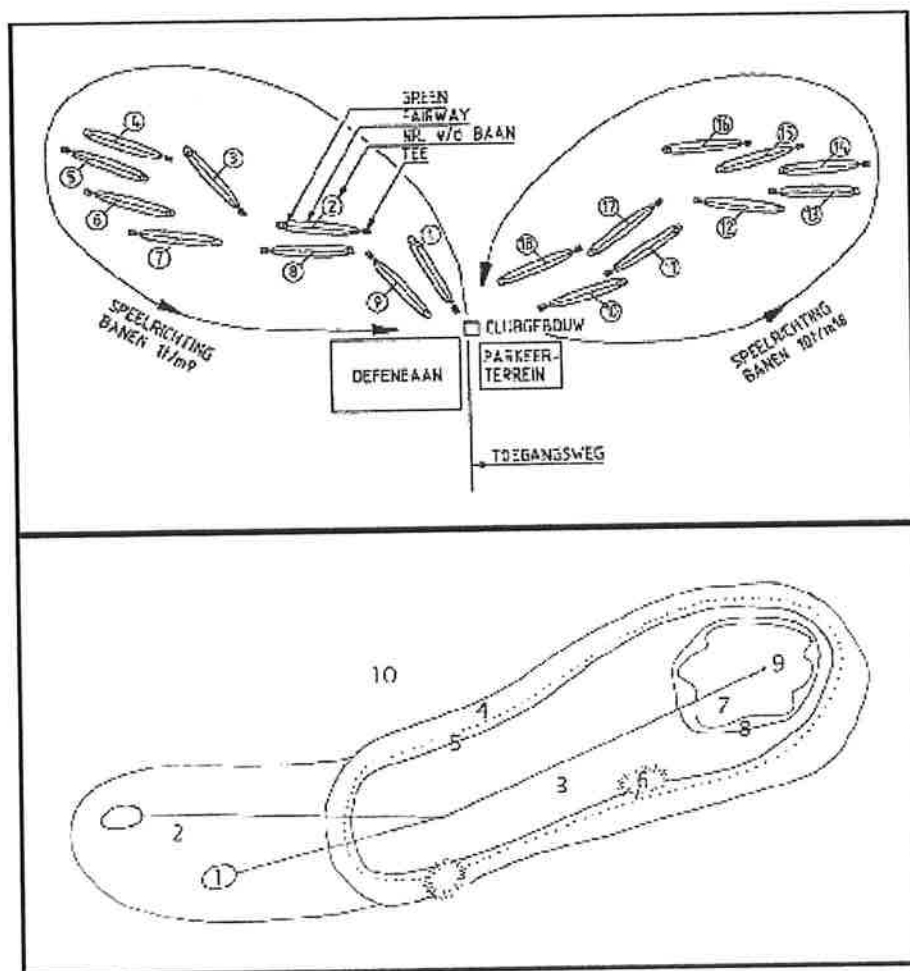 GREEN
FAIRWAY
NR. v/d BAAN
TEE
4
3
5
6
7
2
8
1
9
16
15
14
17
13
12
18
11
10
SPEELRICHTING
BANEN 1t/m9
SPEELRICHTING
BANEN 10t/m18
CLUBGEBOUW
OEFENBAAN
PARKEER-
TERREIN
TOEGANGSWEG
10
9
4
7
5
8
3
6
2
1